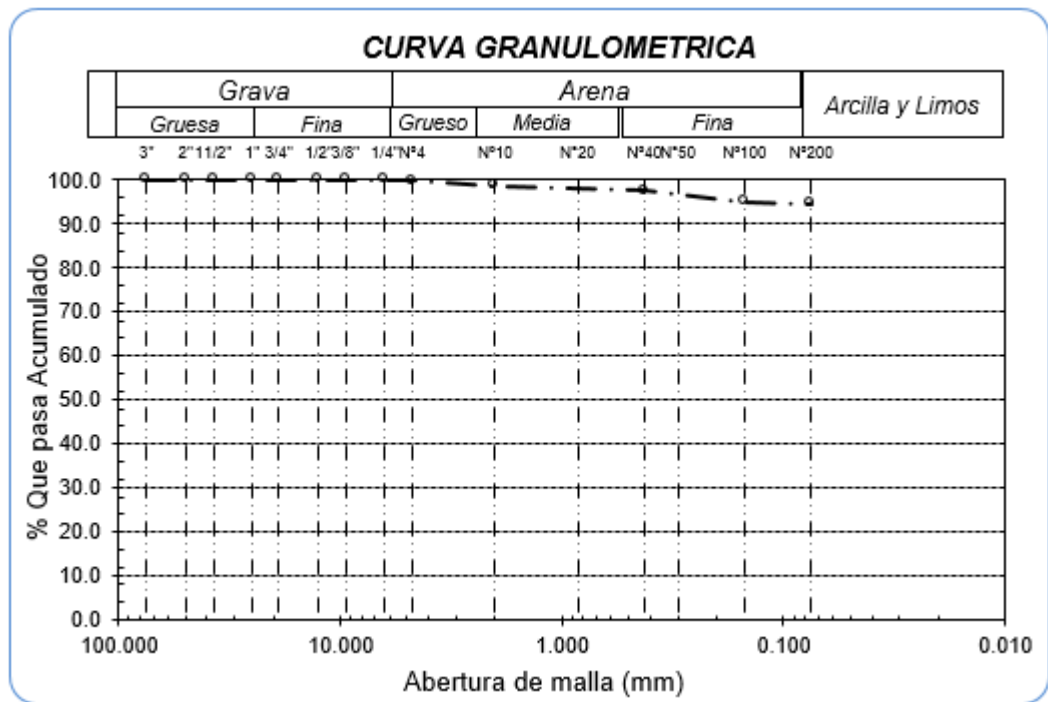 CURVA GRANULOMETRICA
Grava Arena Arcilla y Limos
Gruesa Fina Grueso Media Fina
3" 2" 11/2" 1" 3/4" 1/2" 3/8" 1/4" Nº4 Nº10 N°20 Nº40 N°50 Nº100 Nº200
100.0
90.0
80.0
70.0
60.0
50.0
40.0
30.0
20.0
10.0
0.0
% Que pasa Acumulado
100.000 10.000 1.000 0.100 0.010
Abertura de malla (mm)